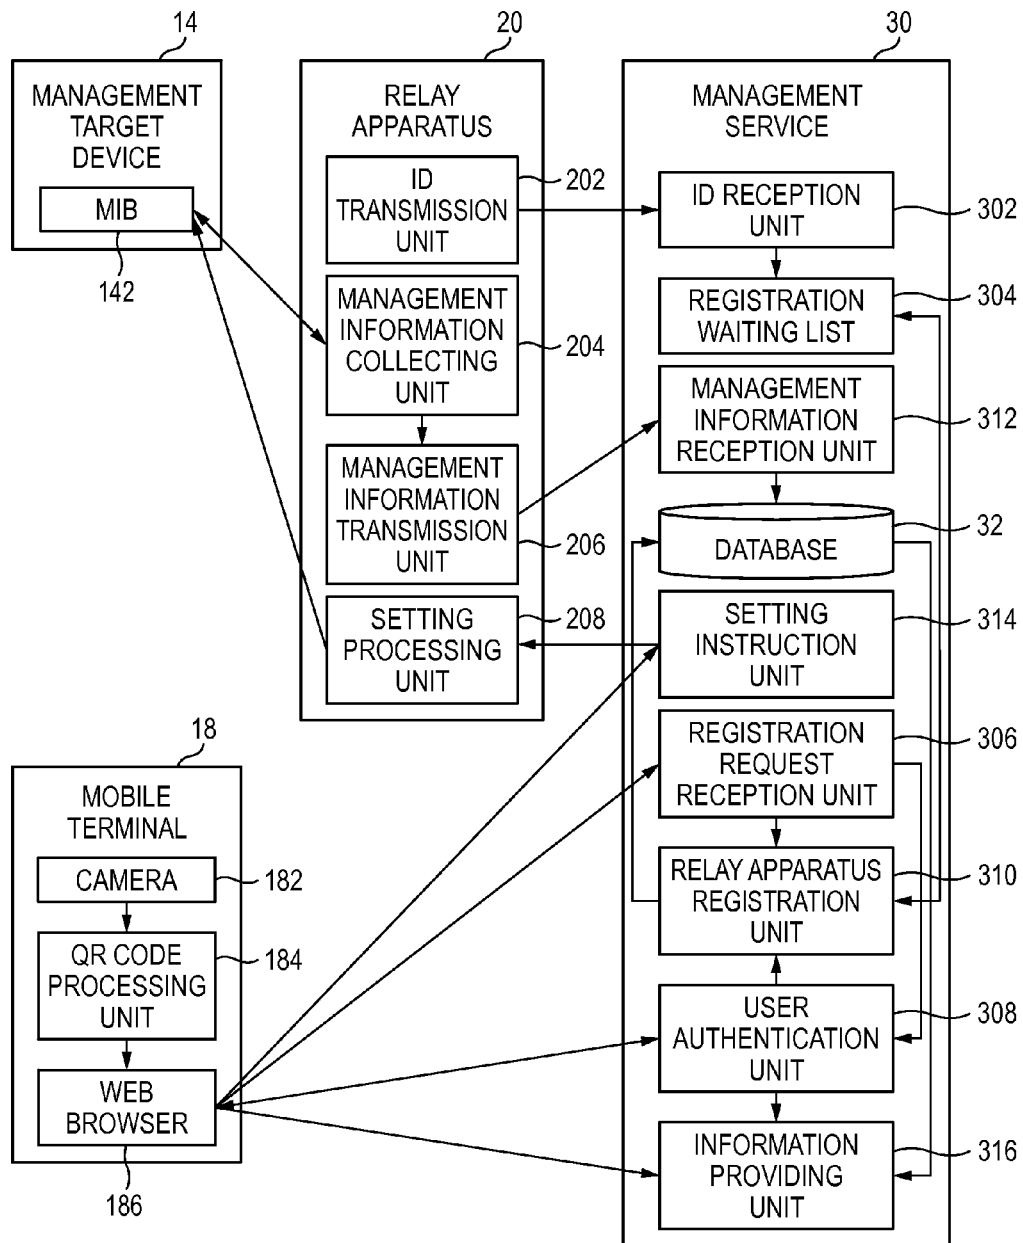 14
MANAGEMENT
TARGET
DEVICE
MIB
142
20
RELAY
APPARATUS
ID
TRANSMISSION
UNIT
202
MANAGEMENT
INFORMATION
COLLECTING
UNIT
204
MANAGEMENT
INFORMATION
TRANSMISSION
UNIT
206
SETTING
PROCESSING
UNIT
208
30
MANAGEMENT
SERVICE
ID RECEPTION
UNIT
302
REGISTRATION
WAITING LIST
304
MANAGEMENT
INFORMATION
RECEPTION UNIT
312
DATABASE
32
SETTING
INSTRUCTION
UNIT
314
REGISTRATION
REQUEST
RECEPTION UNIT
306
RELAY APPARATUS
REGISTRATION
UNIT
310
USER
AUTHENTICATION
UNIT
308
INFORMATION
PROVIDING
UNIT
316
18
MOBILE
TERMINAL
CAMERA
182
QR CODE
PROCESSING
UNIT
184
WEB
BROWSER
186